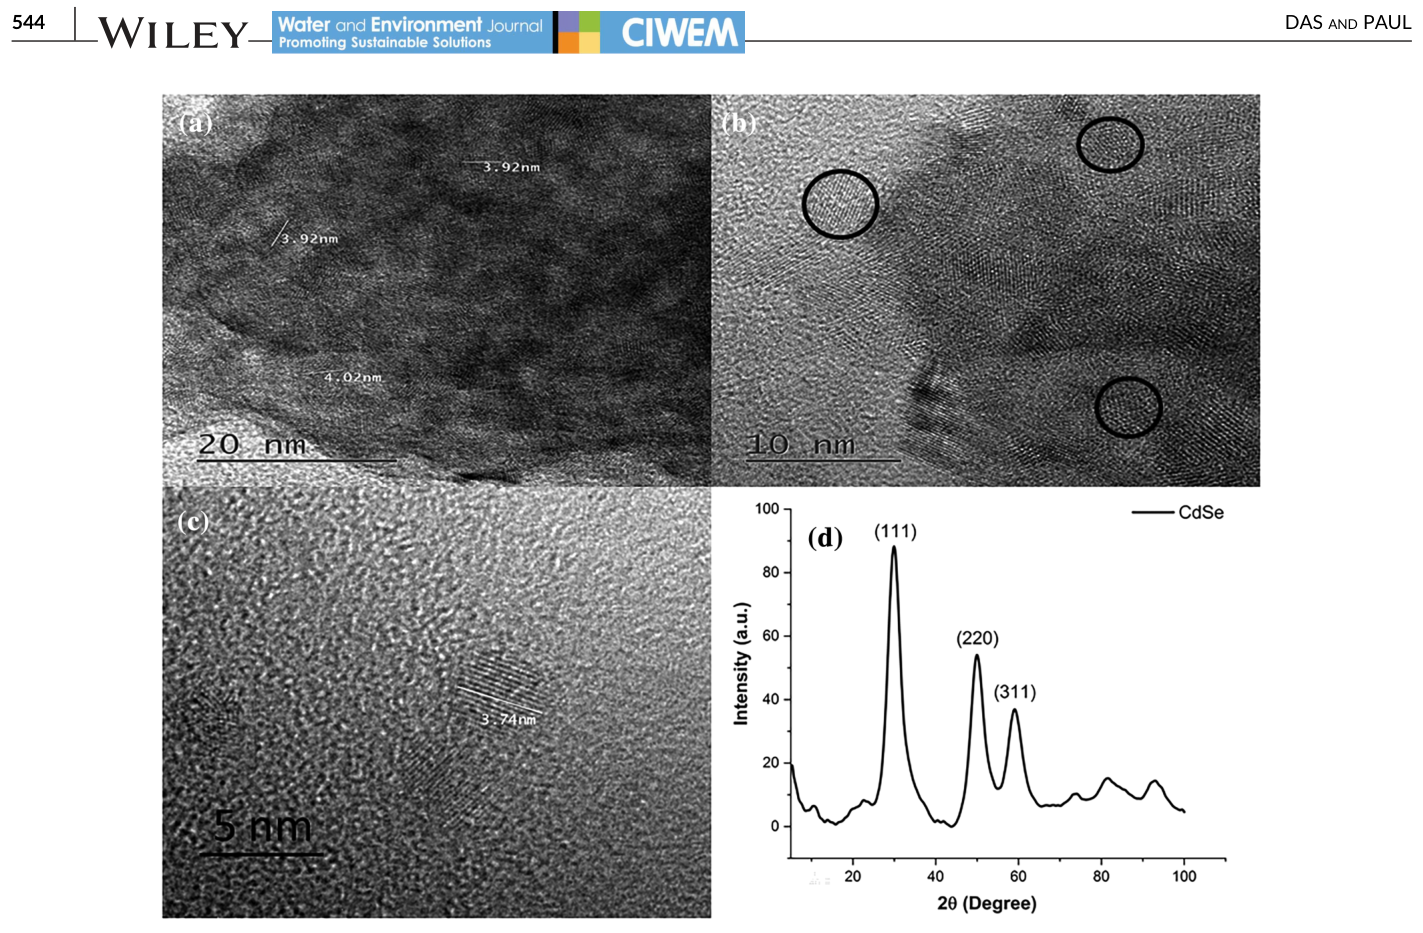 544
WILEY
Water and Environment Journal
Promoting Sustainable Solutions
CIWEM
DAS AND PAUL
(a)
3.92nm
3.92nm
4.02nm
20 nm
(b)
10 nm
(c)
3.74nm
5 nm
(d)
CdSe
(111)
(220)
(311)
100
80
60
40
20
0
Intensity (a.u.)
20 40 60 80 100
2θ (Degree)